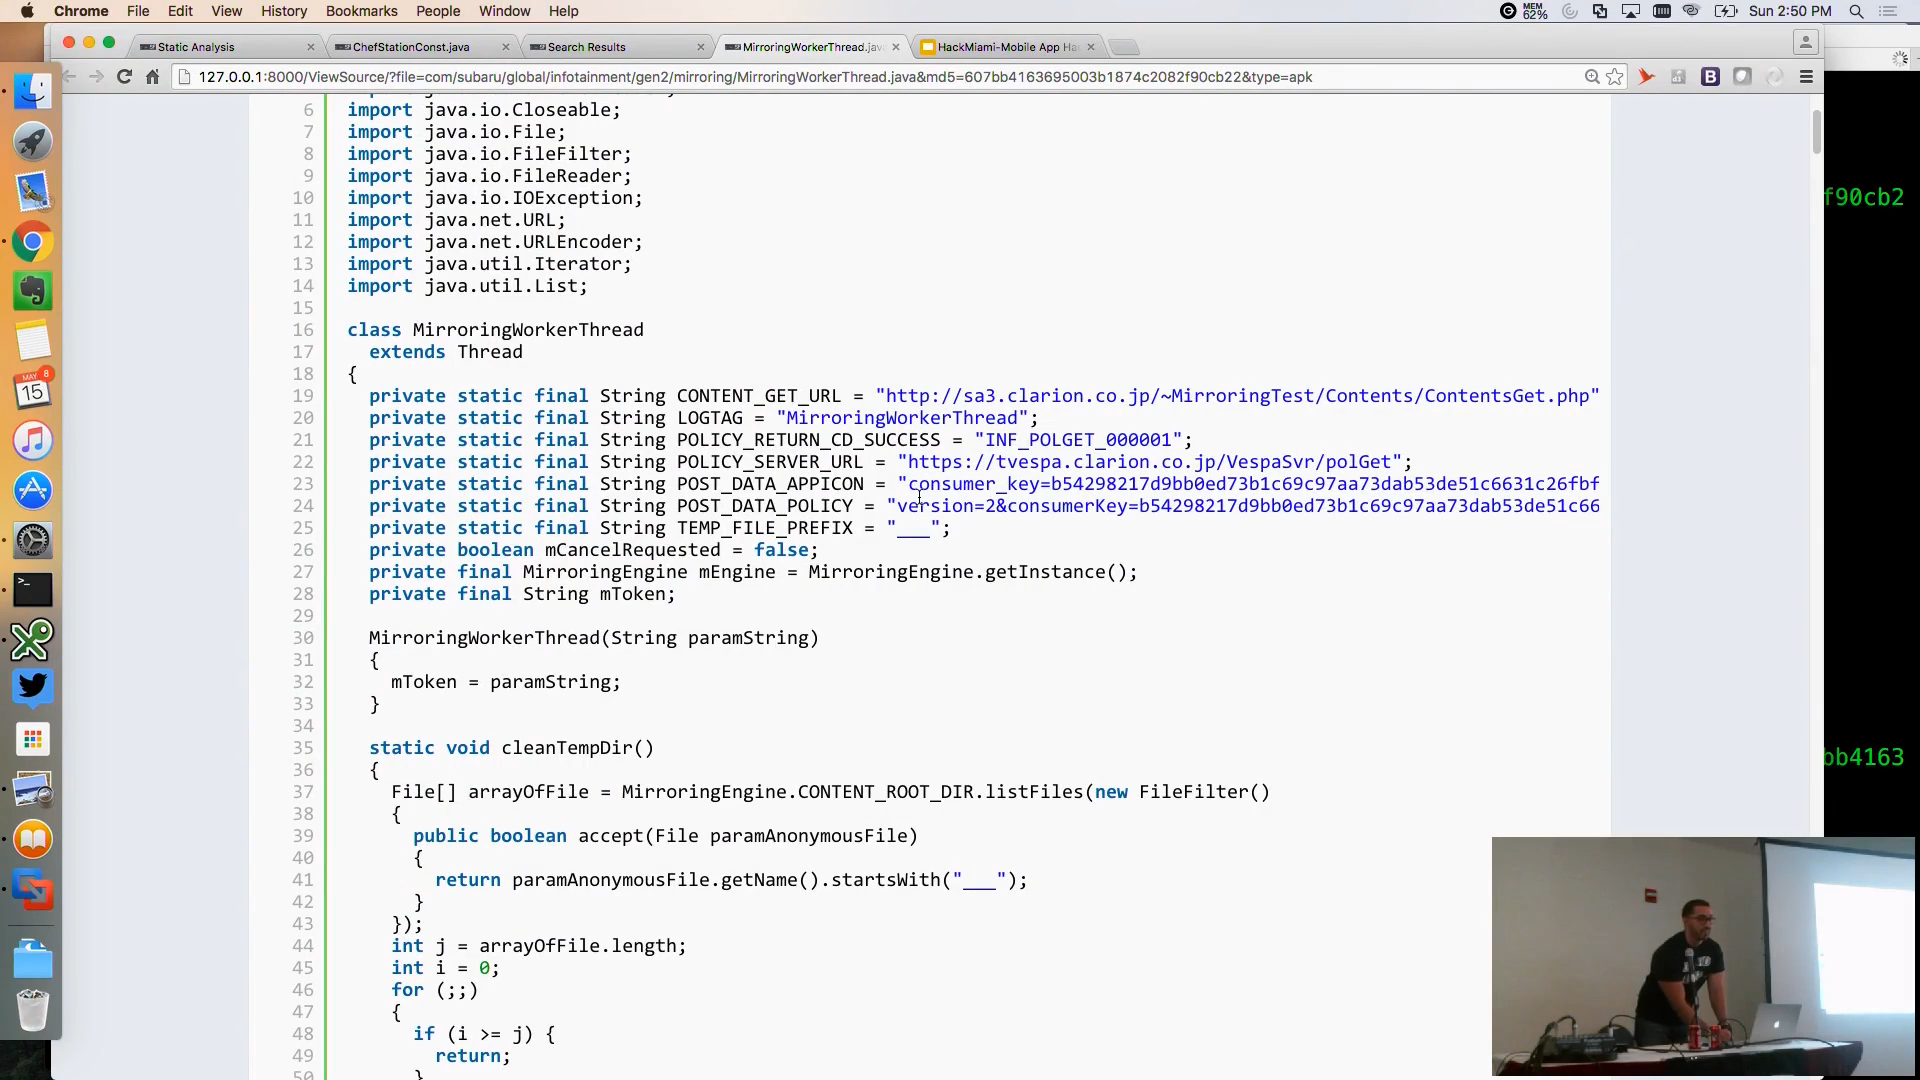 Chrome File Edit View History Bookmarks People Window Help MEM 62% Sun 2:50 PM
Static Analysis ChefStationConst.java Search Results MirroringWorkerThread.jav HackMiami-Mobile App Ha
127.0.0.1:8000/ViewSource/?file=com/subaru/global/infotainment/gen2/mirroring/MirroringWorkerThread.java&md5=607bb4163695003b1874c2082f90cb22&type=apk
6 import java.io.Closeable;
7 import java.io.File;
8 import java.io.FileFilter;
9 import java.io.FileReader;
10 import java.io.IOException;
11 import java.net.URL;
12 import java.net.URLEncoder;
13 import java.util.Iterator;
14 import java.util.List;
15
16 class MirroringWorkerThread
17 extends Thread
18 {
19 private static final String CONTENT_GET_URL = "http://sa3.clarion.co.jp/~MirroringTest/Contents/ContentsGet.php"
20 private static final String LOGTAG = "MirroringWorkerThread";
21 private static final String POLICY_RETURN_CD_SUCCESS = "INF_POLGET_000001";
22 private static final String POLICY_SERVER_URL = "https://tvespa.clarion.co.jp/VespaSvr/polGet";
23 private static final String POST_DATA_APPICON = "consumer_key=b54298217d9bb0ed73b1c69c97aa73dab53de51c6631c26fbf
24 private static final String POST_DATA_POLICY = "version=2&consumerKey=b54298217d9bb0ed73b1c69c97aa73dab53de51c66
25 private static final String TEMP_FILE_PREFIX = "___";
26 private boolean mCancelRequested = false;
27 private final MirroringEngine mEngine = MirroringEngine.getInstance();
28 private final String mToken;
29
30 MirroringWorkerThread(String paramString)
31 {
32 mToken = paramString;
33 }
34
35 static void cleanTempDir()
36 {
37 File[] arrayOfFile = MirroringEngine.CONTENT_ROOT_DIR.listFiles(new FileFilter()
38 {
39 public boolean accept(File paramAnonymousFile)
40 {
41 return paramAnonymousFile.getName().startsWith("___");
42 }
43 });
44 int j = arrayOfFile.length;
45 int i = 0;
46 for (;;)
47 {
48 if (i >= j) {
49 return;
50 }
f90cb2
bb4163
MAY 8
15